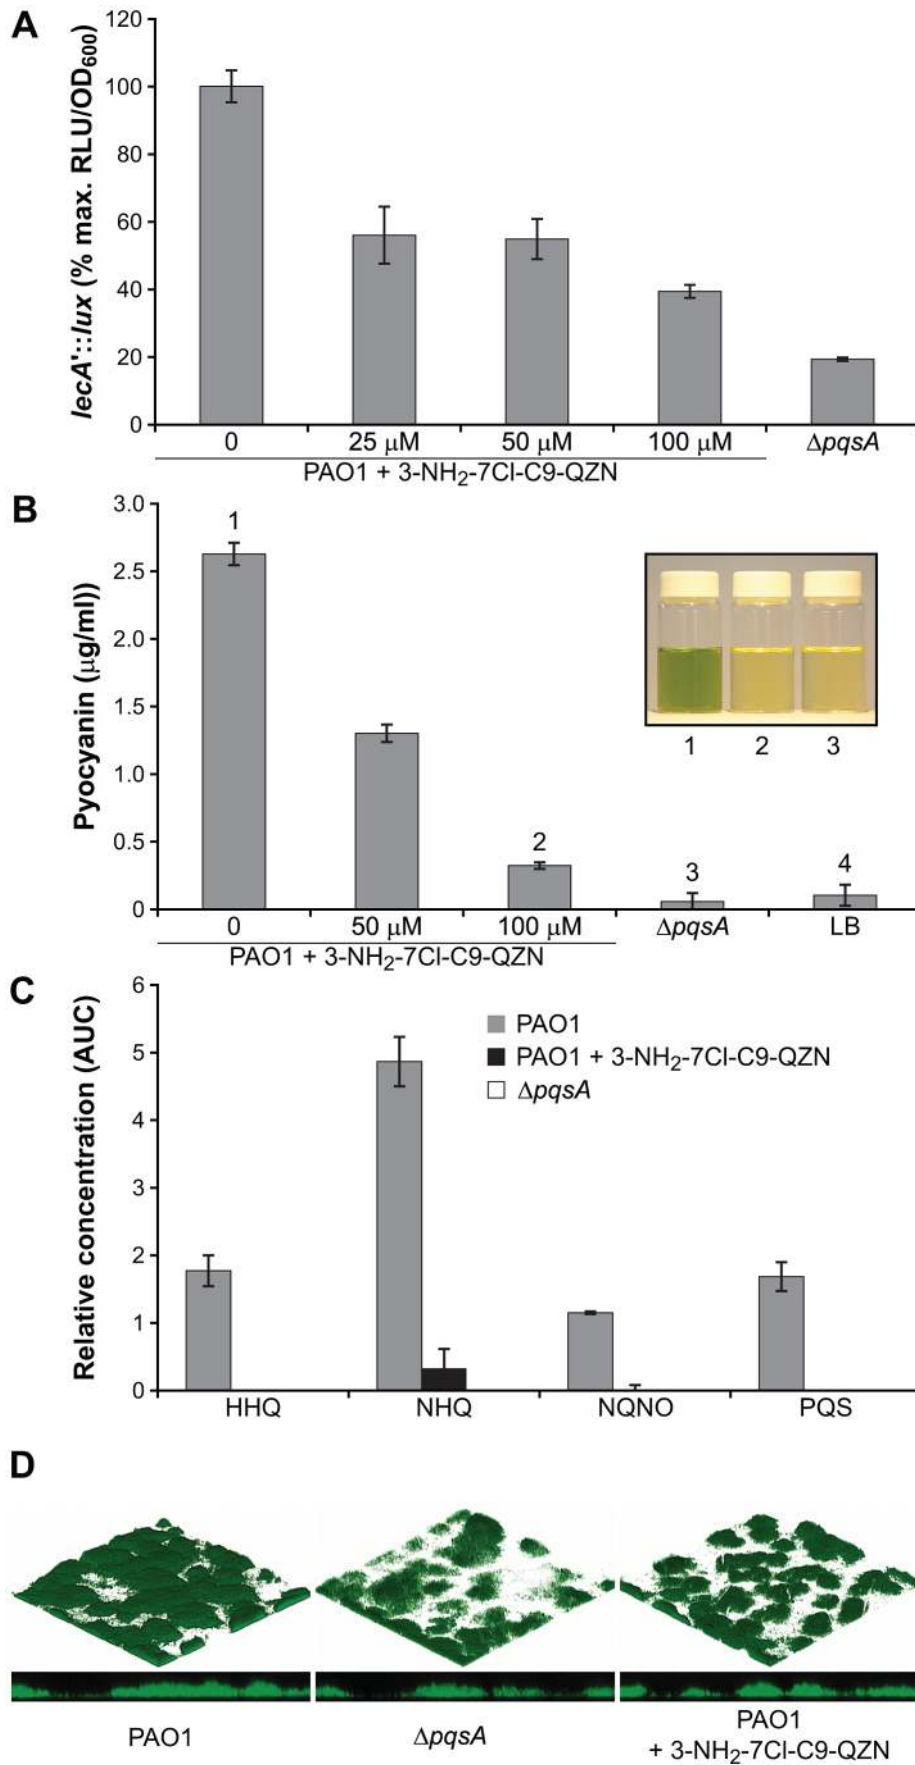 A
lecA'::lux (% max. RLU/OD600)
120
100
80
60
40
20
0
0 25 μM 50 μM 100 μM ΔpqsA
PAO1 + 3-NH2-7Cl-C9-QZN
B
Pyocyanin (μg/ml))
3.0
2.5
2.0
1.5
1.0
0.5
0
1
2
3
4
1 2 3
0 50 μM 100 μM ΔpqsA LB
PAO1 + 3-NH2-7Cl-C9-QZN
C
Relative concentration (AUC)
6
5
4
3
2
1
0
PAO1
PAO1 + 3-NH2-7Cl-C9-QZN
ΔpqsA
HHQ NHQ NQNO PQS
D
PAO1 ΔpqsA PAO1
+ 3-NH2-7Cl-C9-QZN